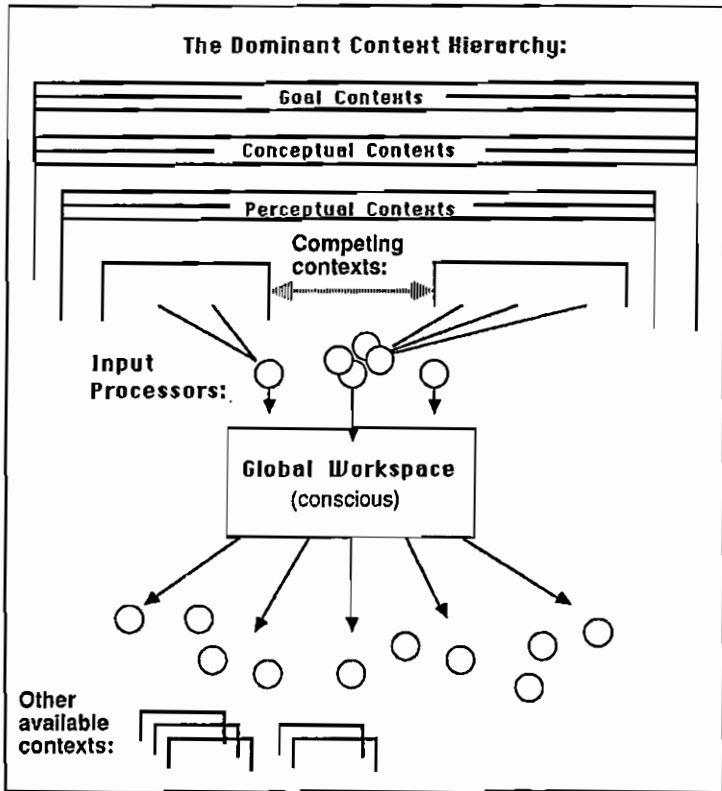 The Dominant Context Hierarchy:
Goal Contexts
Conceptual Contexts
Perceptual Contexts
Competing
contexts:
Input
Processors:
Global Workspace
(conscious)
Other
available
contexts: